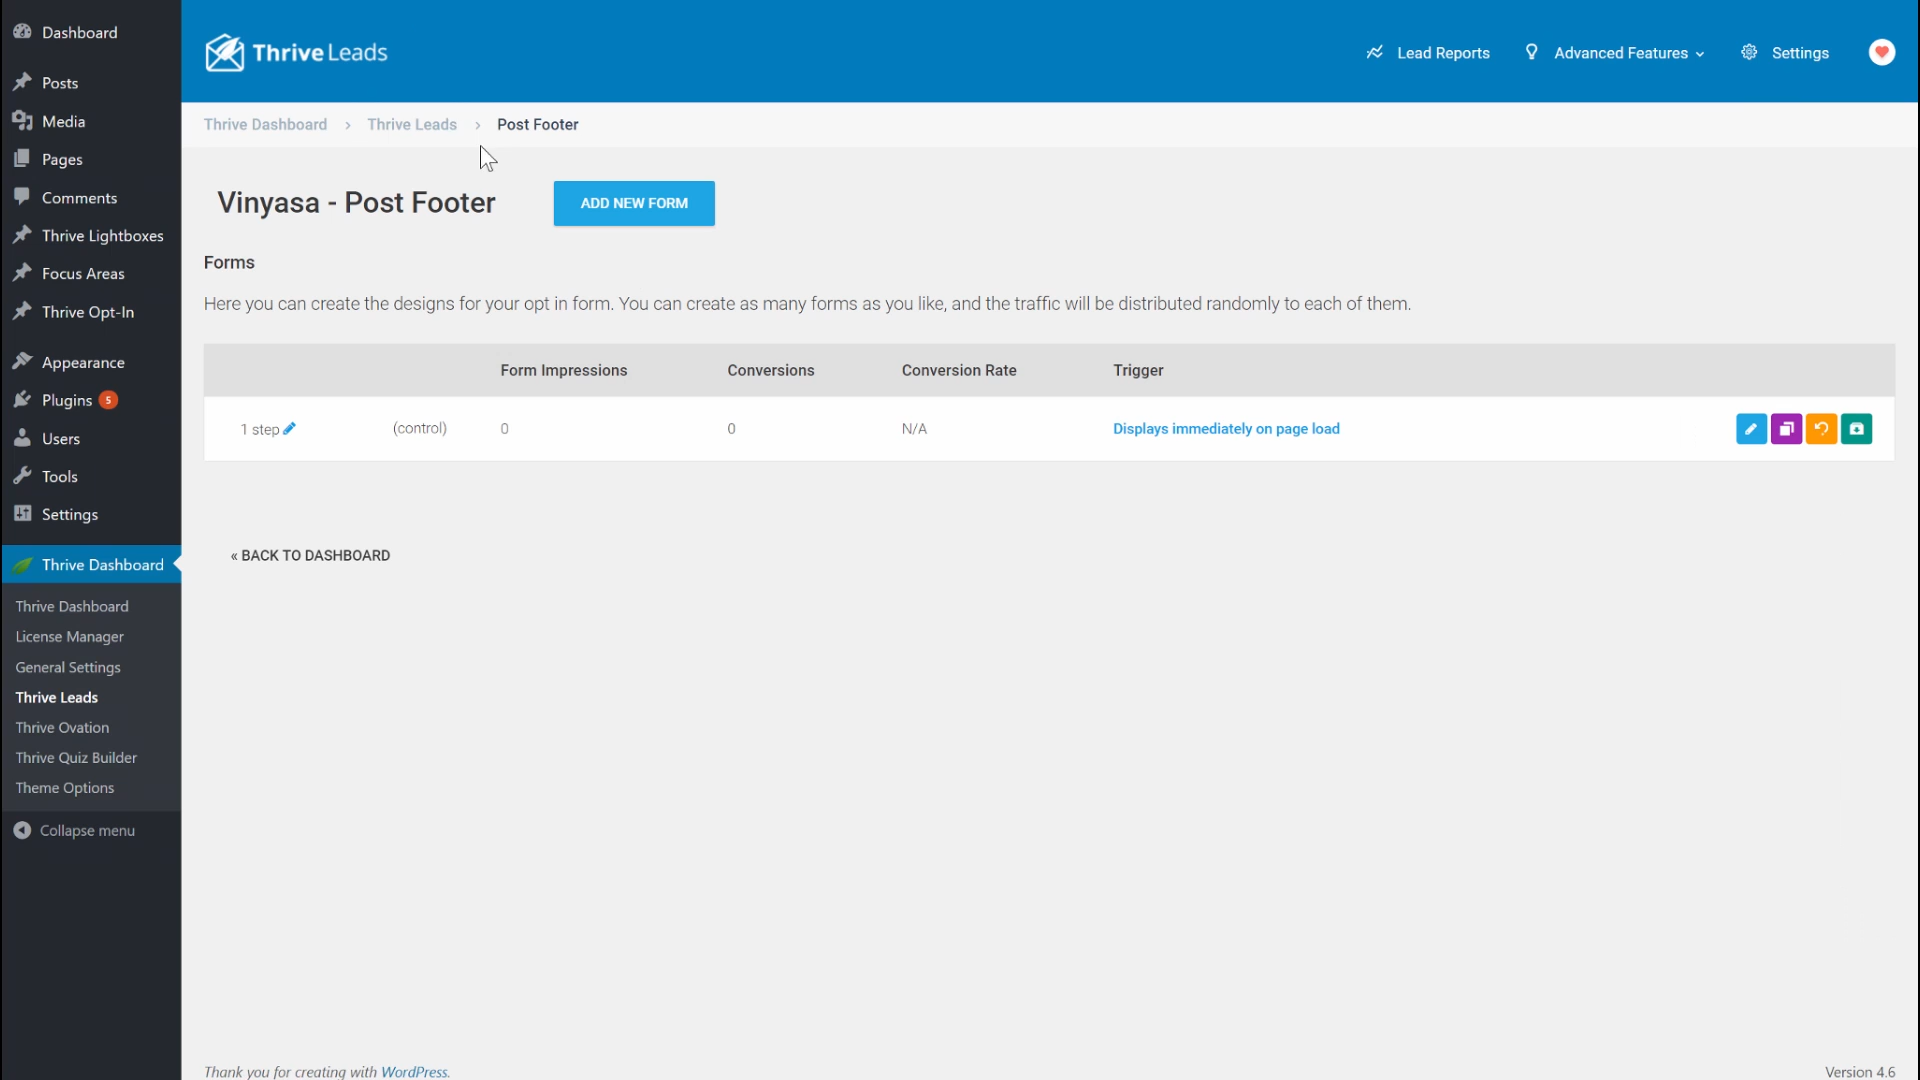 Dashboard
Posts
Media
Pages
Comments
Thrive Lightboxes
Focus Areas
Thrive Opt-In
Appearance
Plugins 5
Users
Tools
Settings
Thrive Dashboard
Thrive Dashboard
License Manager
General Settings
Thrive Leads
Thrive Ovation
Thrive Quiz Builder
Theme Options
Collapse menu
Thrive Leads
Lead Reports
Advanced Features
Settings
Thrive Dashboard > Thrive Leads > Post Footer
Vinyasa - Post Footer
ADD NEW FORM
Forms
Here you can create the designs for your opt in form. You can create as many forms as you like, and the traffic will be distributed randomly to each of them.
Form Impressions Conversions Conversion Rate Trigger
1 step (control) 0 0 N/A Displays immediately on page load
« BACK TO DASHBOARD
Thank you for creating with WordPress.
Version 4.6